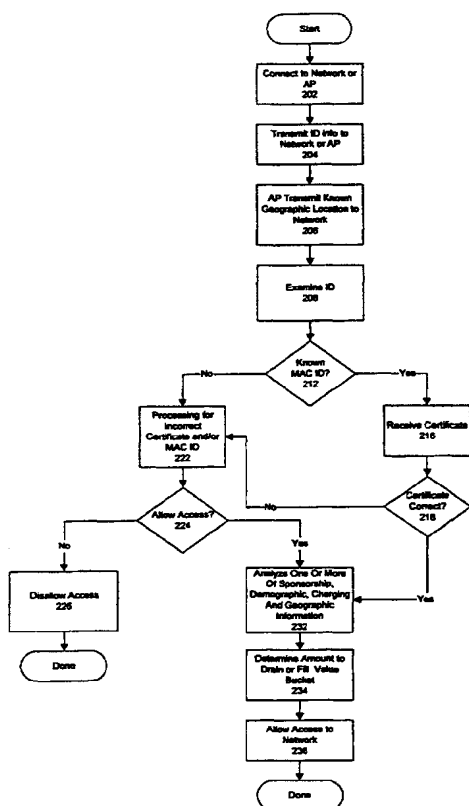 Start
Connect to Network or
AP
202
Transmit ID info to
Network or AP
204
AP Transmit Known
Geographic Location to
Network
206
Examine ID
208
Known
MAC ID?
212
No
Yes
Processing for
Incorrect
Certificate and/or
MAC ID
222
Receive Certificate
216
Certificate
Correct?
218
No
Yes
Allow Access?
224
No
Yes
Disallow Access
226
Done
Analyze One Or More
Of Sponsorship,
Demographic, Charging
And Geographic
Information
232
Determine Amount to
Drain or Fill Value
Bucket
234
Allow Access to
Network
236
Done